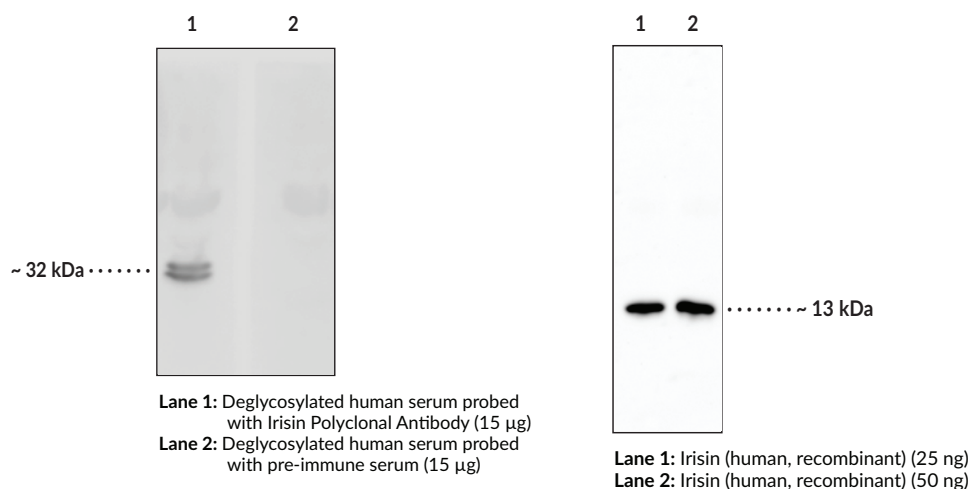 1 2
~ 32 kDa
Lane 1: Deglycosylated human serum probed
with Irisin Polyclonal Antibody (15 µg)
Lane 2: Deglycosylated human serum probed
with pre-immune serum (15 µg)
1 2
~ 13 kDa
Lane 1: Irisin (human, recombinant) (25 ng)
Lane 2: Irisin (human, recombinant) (50 ng)